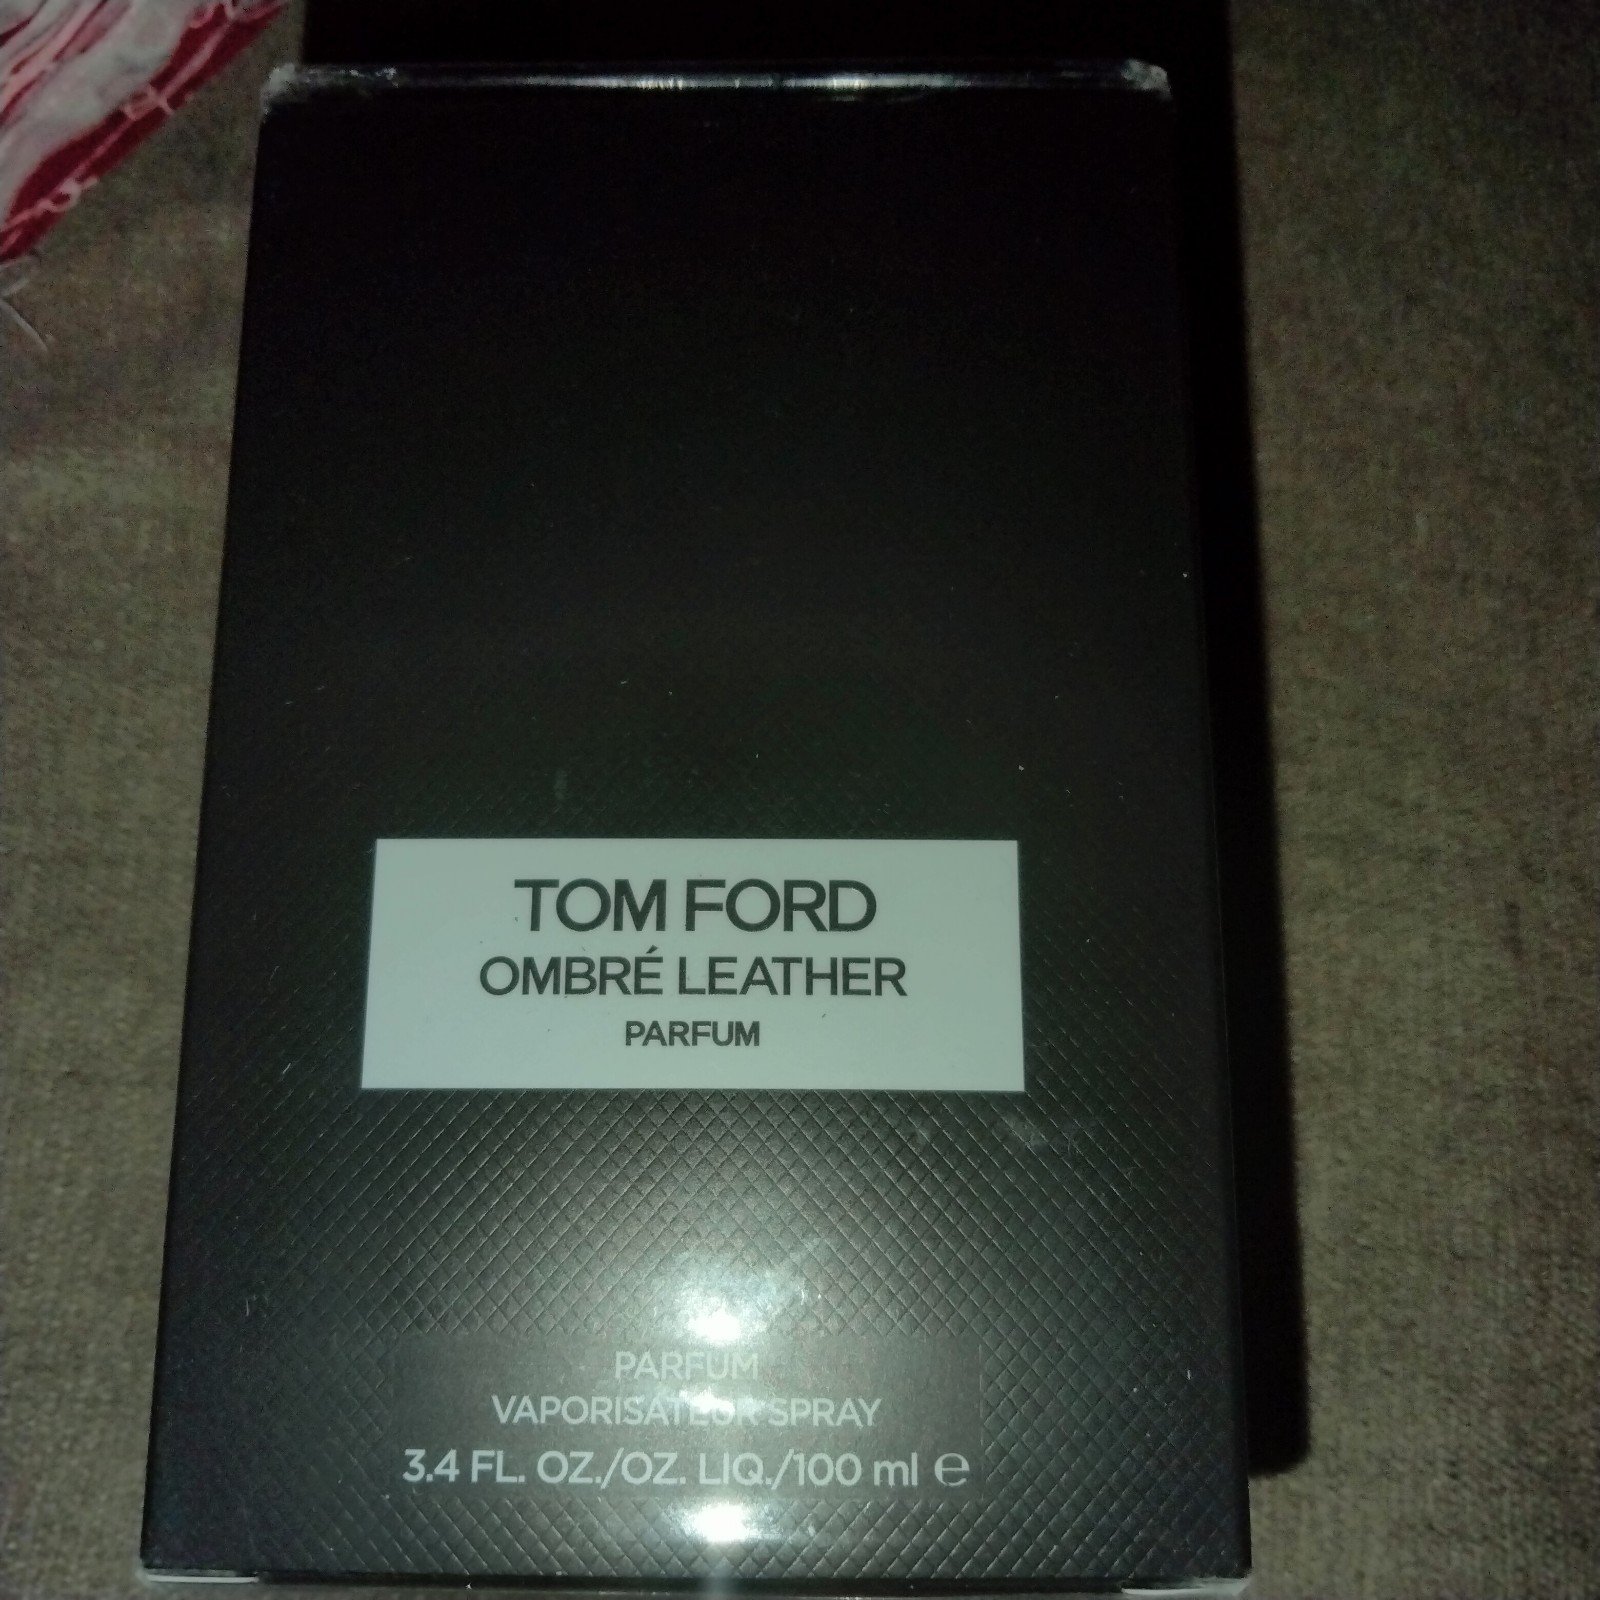 TOM FORD
OMBRÉ LEATHER
PARFUM
PARFUM
VAPORISATEUR SPRAY
3.4 FL. OZ./OZ. LIQ./100 ml ℮